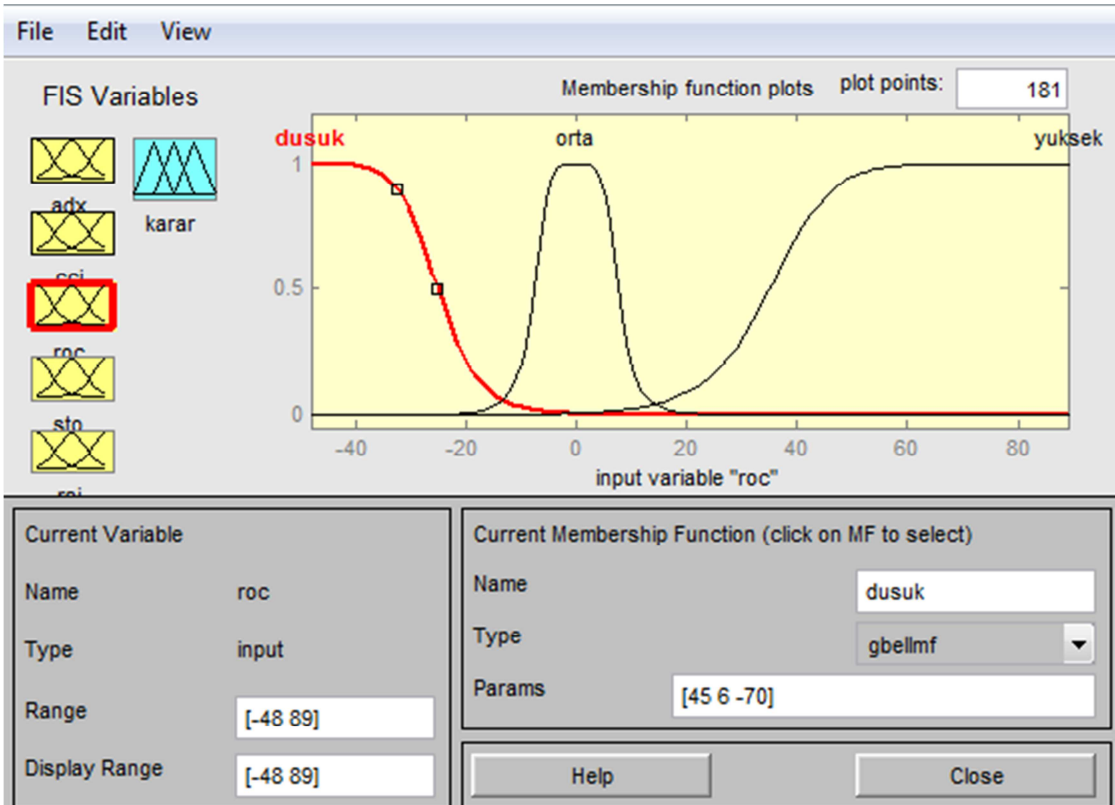 File Edit View
FIS Variables
Membership function plots plot points: 181
adx
karar
cci
roc
sto
rsi
dusuk orta yuksek
1
0.5
0
-40 -20 0 20 40 60 80
input variable "roc"
Current Variable
Name roc
Type input
Range [-48 89]
Display Range [-48 89]
Current Membership Function (click on MF to select)
Name dusuk
Type gbellmf
Params [45 6 -70]
Help Close